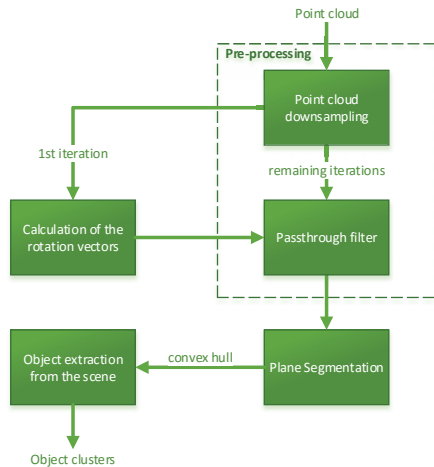 Point cloud
Pre-processing
Point cloud
downsampling
1st iteration
remaining iterations
Calculation of the
rotation vectors
Passthrough filter
Object extraction
from the scene
convex hull
Plane Segmentation
Object clusters